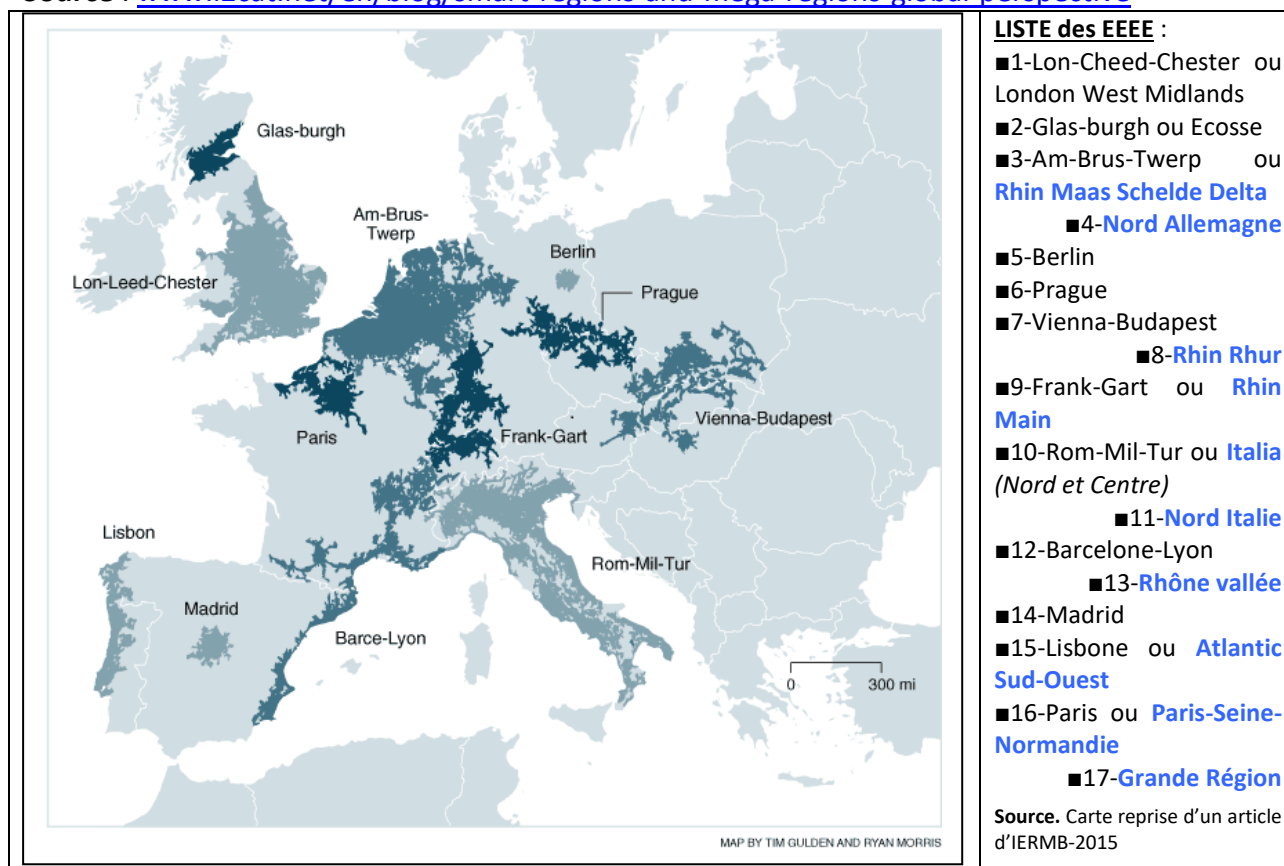 Source :
Glas-burgh
Am-Brus-
Twerp
Berlin
Lon-Leed-Chester
Prague
Paris
Frank-Gart
Vienna-Budapest
Lisbon
Rom-Mil-Tur
Madrid
Barce-Lyon
0 300 mi
MAP BY TIM GULDEN AND RYAN MORRIS
LISTE des EEEE :
■1-Lon-Cheed-Chester ou
London West Midlands
■2-Glas-burgh ou Ecosse
■3-Am-Brus-Twerp ou
Rhin Maas Schelde Delta
■4-Nord Allemagne
■5-Berlin
■6-Prague
■7-Vienna-Budapest
■8-Rhin Rhur
■9-Frank-Gart ou Rhin
Main
■10-Rom-Mil-Tur ou Italia
(Nord et Centre)
■11-Nord Italie
■12-Barcelone-Lyon
■13-Rhône vallée
■14-Madrid
■15-Lisbone ou Atlantic
Sud-Ouest
■16-Paris ou Paris-Seine-
Normandie
■17-Grande Région
Source. Carte reprise d'un article
d'IERMB-2015